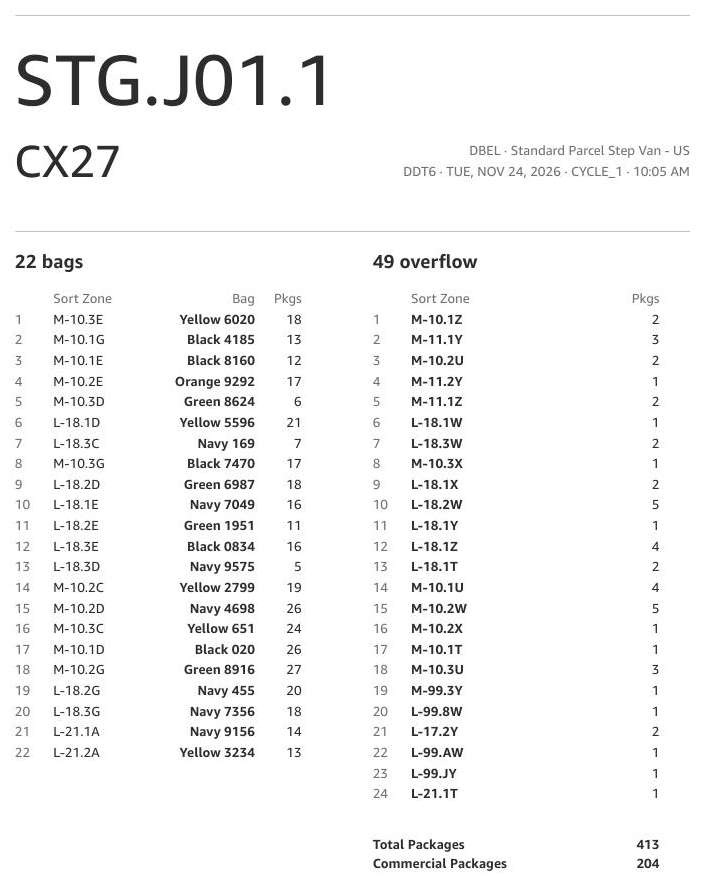 STG.J01.1
CX27
DBEL · Standard Parcel Step Van - US
DDT6 · TUE, NOV 24, 2026 · CYCLE_1 · 10:05 AM
22 bags
Sort Zone Bag Pkgs
1 M-10.3E Yellow 6020 18
2 M-10.1G Black 4185 13
3 M-10.1E Black 8160 12
4 M-10.2E Orange 9292 17
5 M-10.3D Green 8624 6
6 L-18.1D Yellow 5596 21
7 L-18.3C Navy 169 7
8 M-10.3G Black 7470 17
9 L-18.2D Green 6987 18
10 L-18.1E Navy 7049 16
11 L-18.2E Green 1951 11
12 L-18.3E Black 0834 16
13 L-18.3D Navy 9575 5
14 M-10.2C Yellow 2799 19
15 M-10.2D Navy 4698 26
16 M-10.3C Yellow 651 24
17 M-10.1D Black 020 26
18 M-10.2G Green 8916 27
19 L-18.2G Navy 455 20
20 L-18.3G Navy 7356 18
21 L-21.1A Navy 9156 14
22 L-21.2A Yellow 3234 13
49 overflow
Sort Zone Pkgs
1 M-10.1Z 2
2 M-11.1Y 3
3 M-10.2U 2
4 M-11.2Y 1
5 M-11.1Z 2
6 L-18.1W 1
7 L-18.3W 2
8 M-10.3X 1
9 L-18.1X 2
10 L-18.2W 5
11 L-18.1Y 1
12 L-18.1Z 4
13 L-18.1T 2
14 M-10.1U 4
15 M-10.2W 5
16 M-10.2X 1
17 M-10.1T 1
18 M-10.3U 3
19 M-99.3Y 1
20 L-99.8W 1
21 L-17.2Y 2
22 L-99.AW 1
23 L-99.JY 1
24 L-21.1T 1
Total Packages 413
Commercial Packages 204